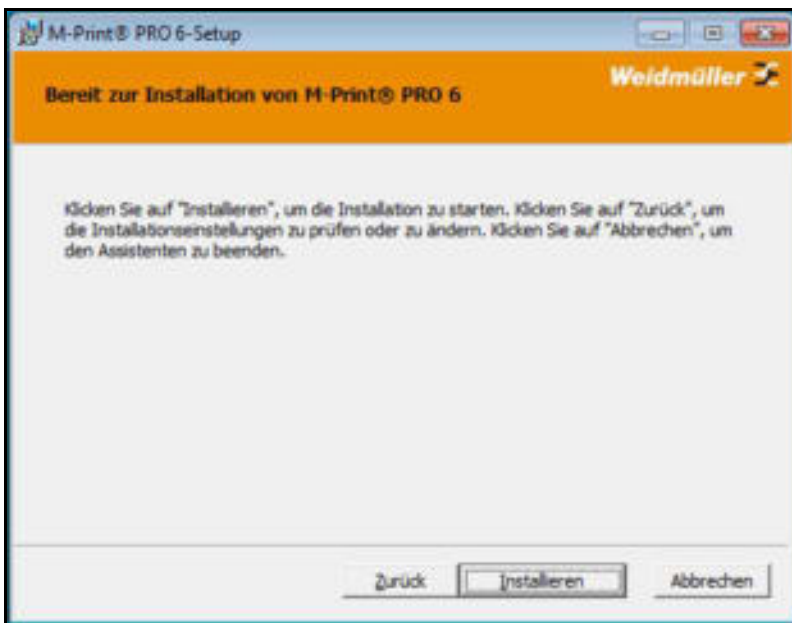 M-Print® PRO 6-Setup
Weidmüller
Bereit zur Installation von M-Print® PRO 6
Klicken Sie auf "Installieren", um die Installation zu starten. Klicken Sie auf "Zurück", um
die Installationseinstellungen zu prüfen oder zu ändern. Klicken Sie auf "Abbrechen", um
den Assistenten zu beenden.
Zurück Installieren Abbrechen